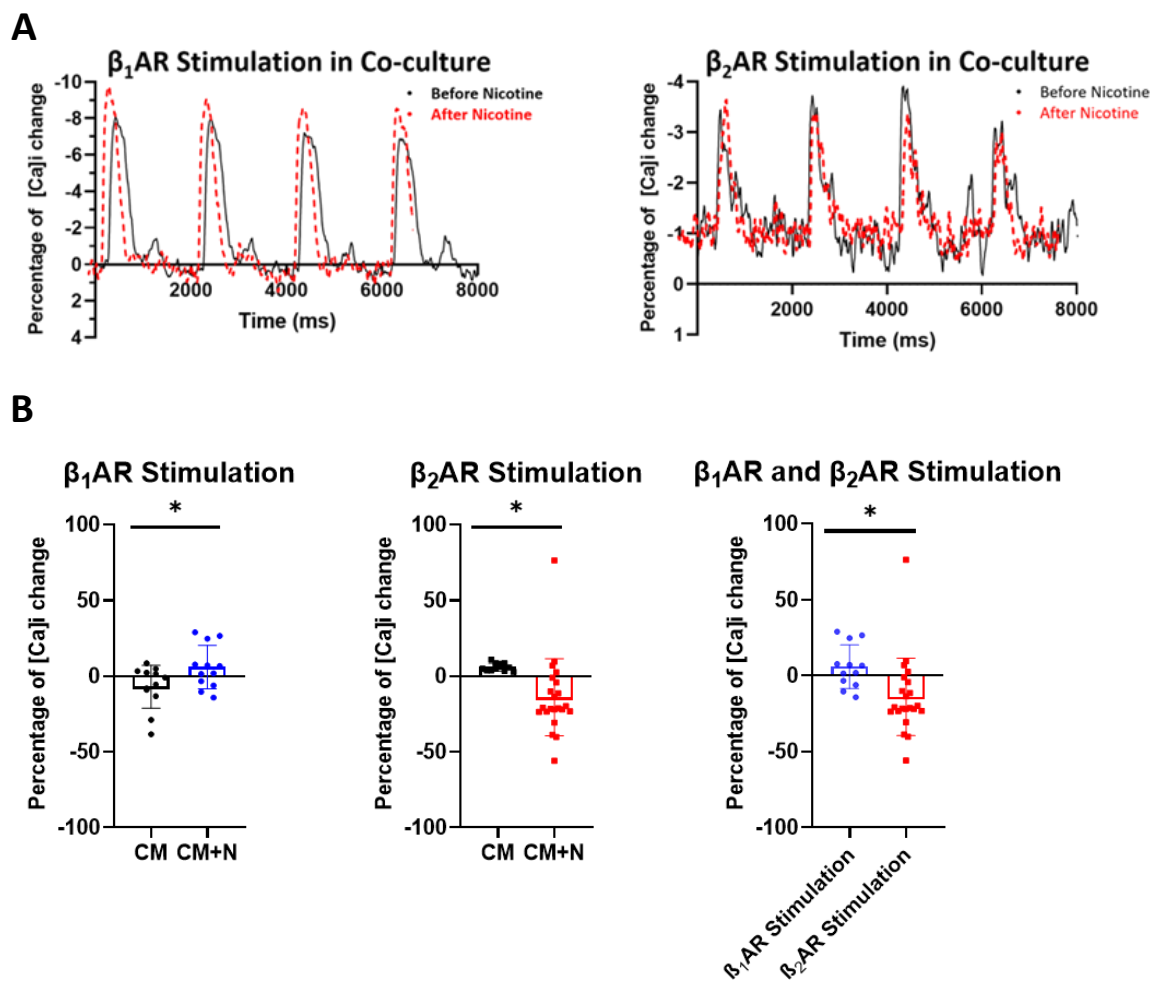 A
β₁AR Stimulation in Co-culture
Before Nicotine
After Nicotine
Percentage of [Ca]i change
-10
-8
-6
-4
-2
0
2
4
2000
4000
6000
8000
Time (ms)
β₂AR Stimulation in Co-culture
Before Nicotine
After Nicotine
Percentage of [Ca]i change
-4
-3
-2
-1
0
1
2000
4000
6000
8000
Time (ms)
B
β₁AR Stimulation
*
Percentage of [Ca]i change
100
50
0
-50
-100
CM
CM+N
β₂AR Stimulation
*
Percentage of [Ca]i change
100
50
0
-50
-100
CM
CM+N
β₁AR and β₂AR Stimulation
*
Percentage of [Ca]i change
100
50
0
-50
-100
β₁AR Stimulation
β₂AR Stimulation